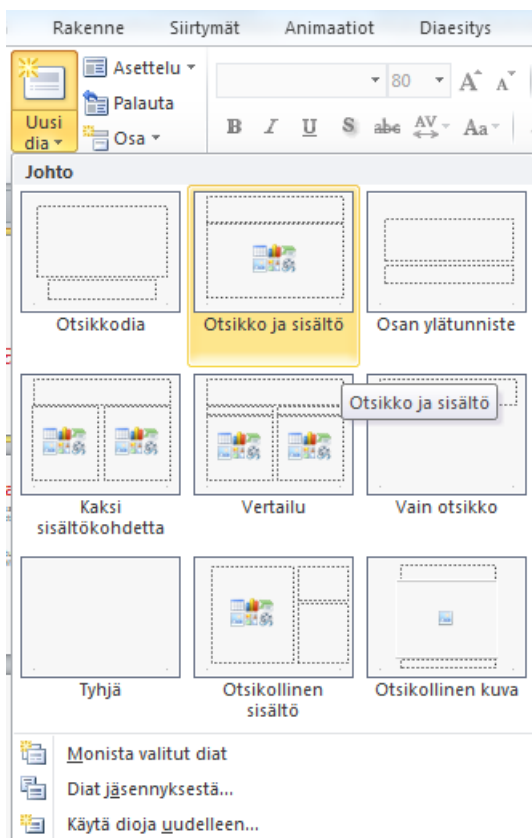 Rakenne Siirtymät Animaatiot Diaesitys
Uusi dia
Asettelu
Palauta
Osa
80 A A
B I U S abc AV Aa
Johto
Otsikkodia Otsikko ja sisältö Osan ylätunniste
Otsikko ja sisältö
Kaksi sisältökohdetta Vertailu Vain otsikko
Tyhjä Otsikollinen sisältö Otsikollinen kuva
Monista valitut diat
Diat jäsennyksestä...
Käytä dioja uudelleen...